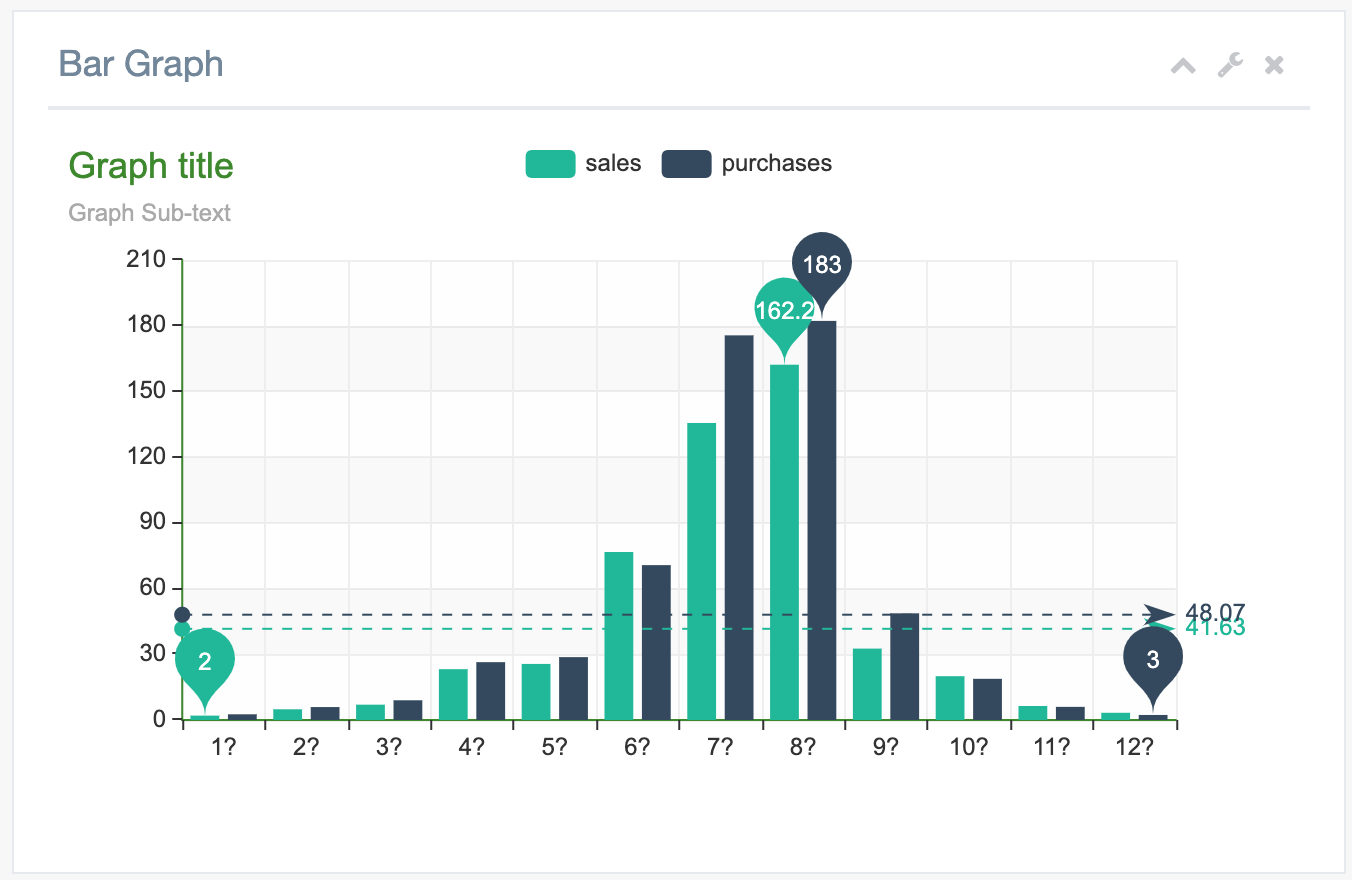 Bar Graph
Graph title
sales purchases
Graph Sub-text
210
180
150
120
90
60
30
0
183
162.2
48.07
41.63
2
3
1? 2? 3? 4? 5? 6? 7? 8? 9? 10? 11? 12?